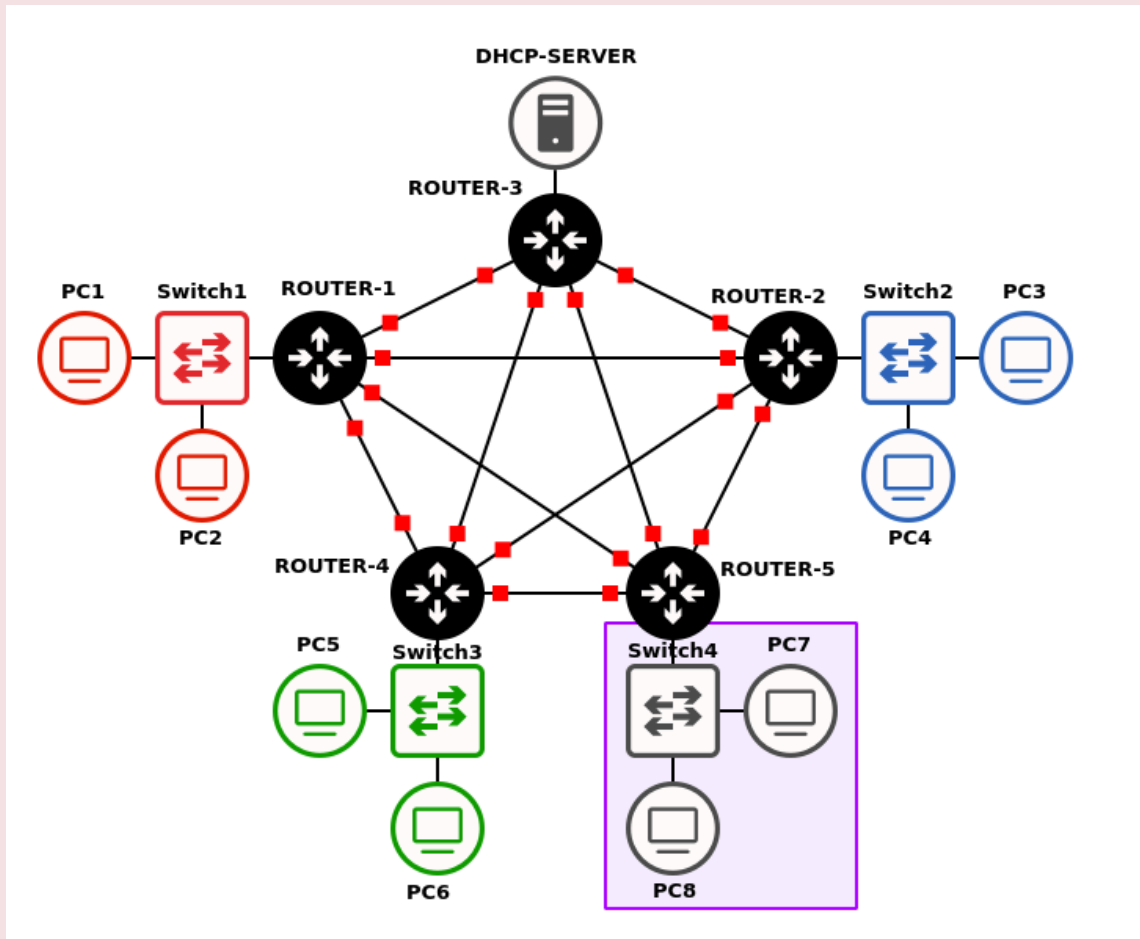 DHCP-SERVER
ROUTER-3
PC1
Switch1
ROUTER-1
ROUTER-2
Switch2
PC3
PC2
PC4
ROUTER-4
ROUTER-5
PC5
Switch3
Switch4
PC7
PC6
PC8